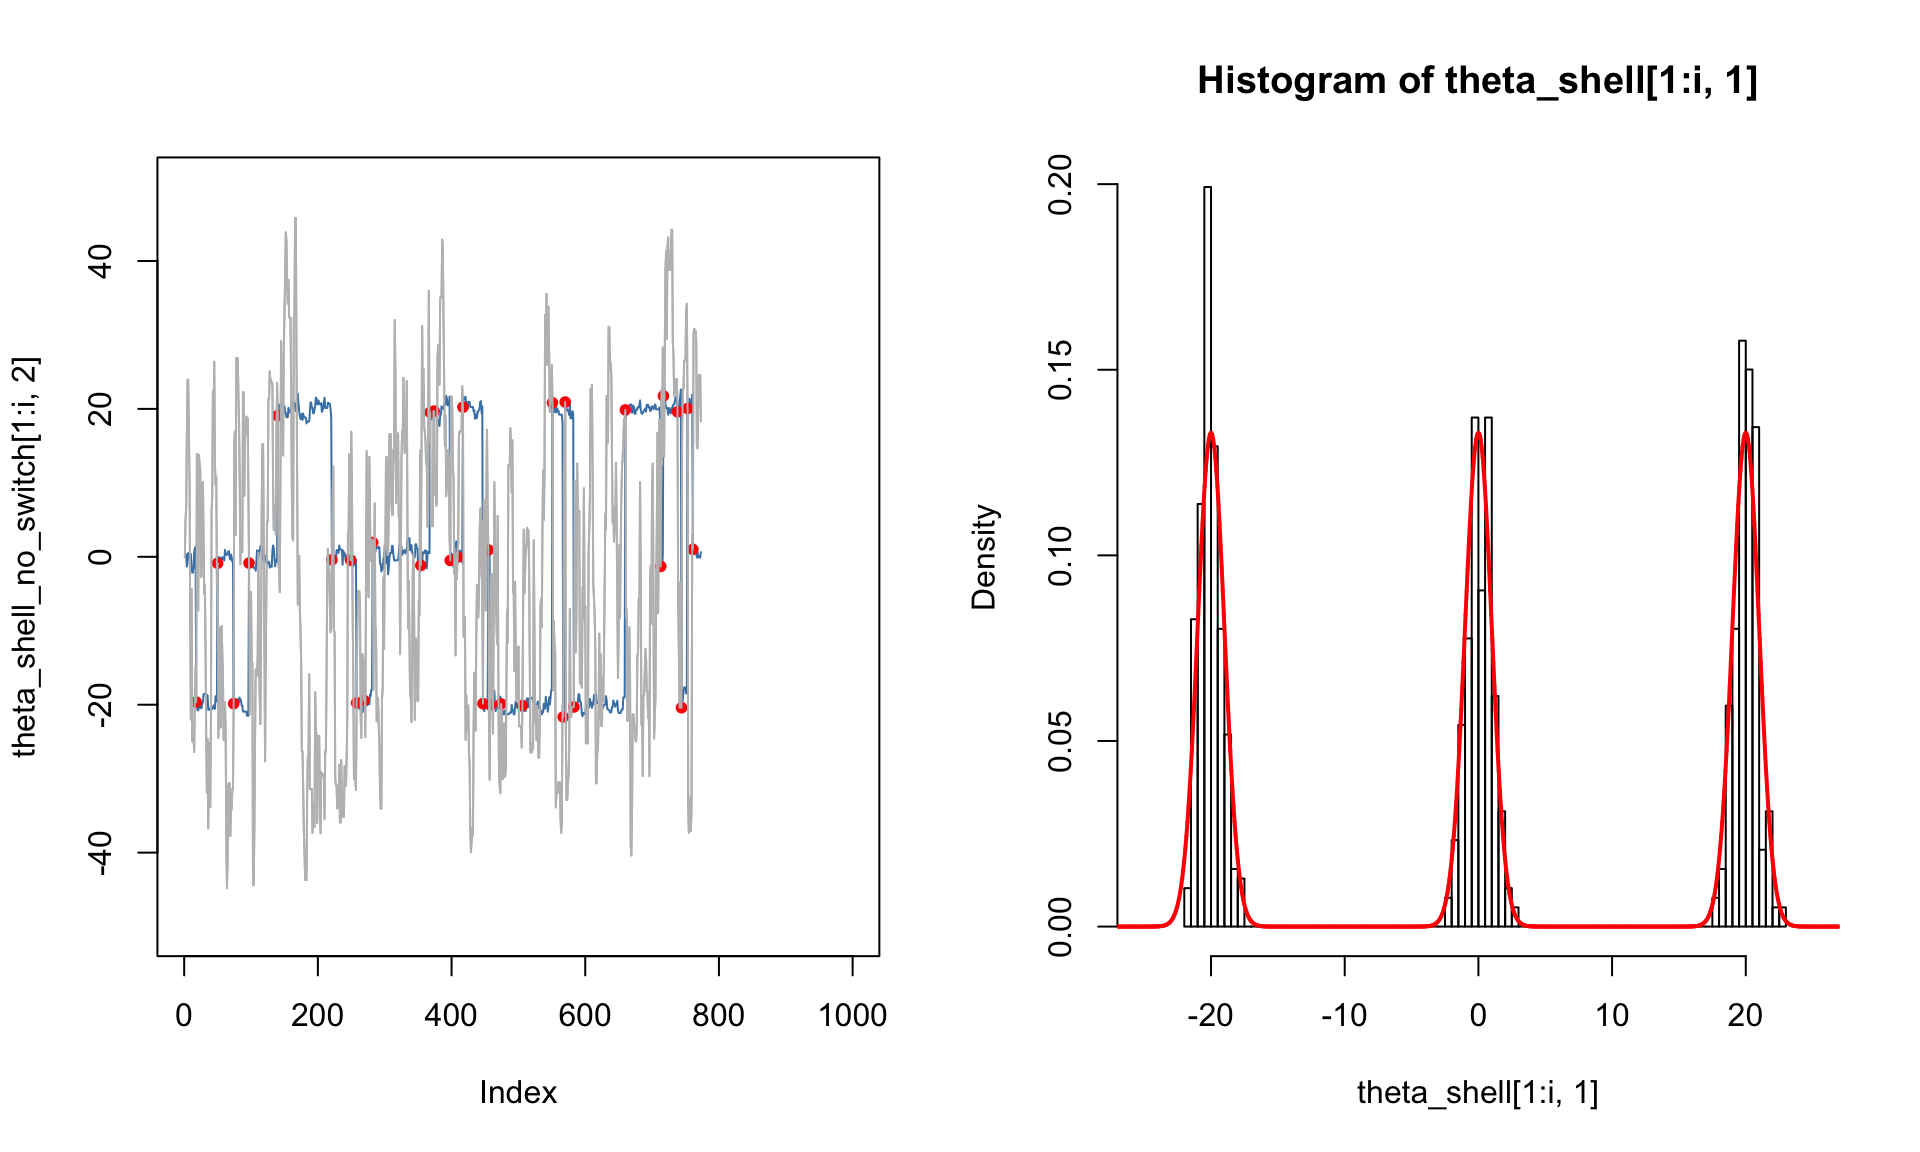 theta_shell_no_switch[1:i, 2]
40
20
0
-20
-40
0 200 400 600 800 1000
Index
Histogram of theta_shell[1:i, 1]
Density
0.20
0.15
0.10
0.05
0.00
-20 -10 0 10 20
theta_shell[1:i, 1]